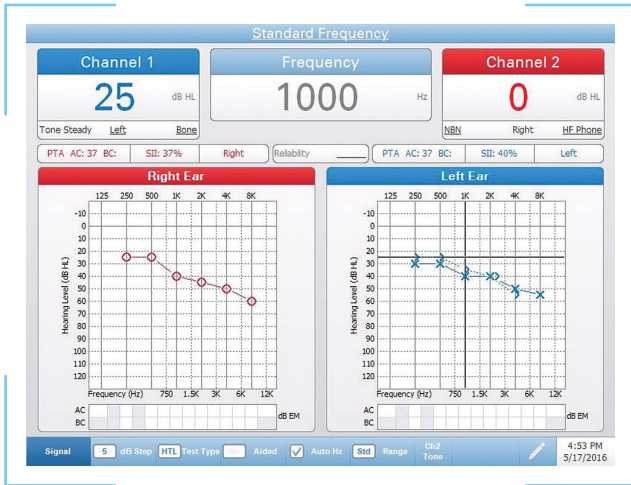 Standard Frequency
Channel 1 Frequency Channel 2
25 dB HL 1000 Hz 0 dB HL
Tone Steady Left Bone NBN Right HF Phone
PTA AC: 37 BC: SII: 37% Right Reliability PTA AC: 37 BC: SII: 40% Left
Right Ear Left Ear
125 250 500 1K 2K 4K 8K 125 250 500 1K 2K 4K 8K
-10 -10
0 0
10 10
20 20
30 30
40 40
50 50
60 60
70 70
80 80
90 90
100 100
110 110
120 120
Hearing Level (dB HL) Hearing Level (dB HL)
Frequency (Hz) 750 1.5K 3K 6K 12K Frequency (Hz) 750 1.5K 3K 6K 12K
AC AC
dB EM dB EM
BC BC
Signal 5 dB Step HTL Test Type Aided Auto Hz Std Range Ch2 Tone 4:53 PM
5/17/2016